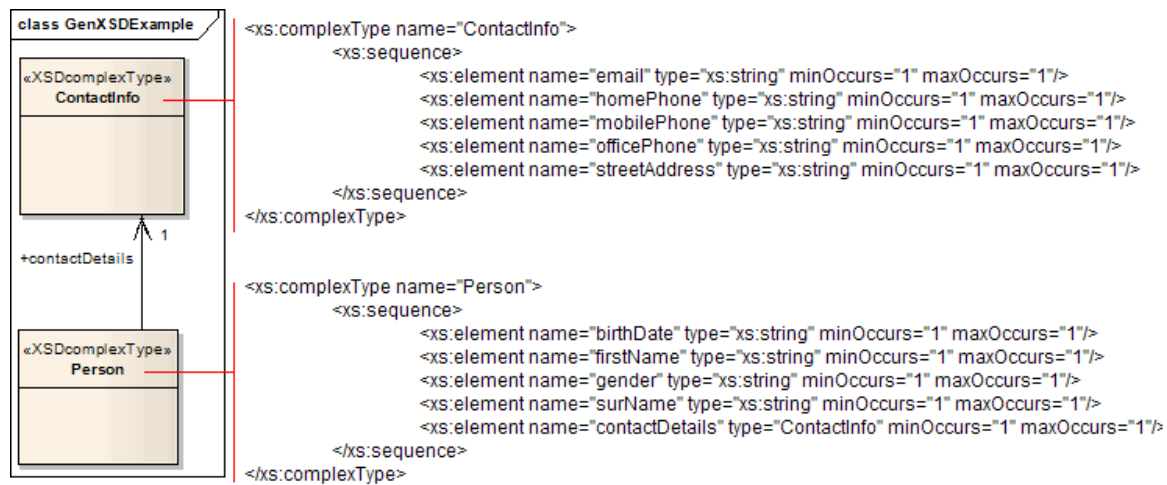 class GenXSDExample
«XSDcomplexType»
ContactInfo
1
+contactDetails
«XSDcomplexType»
Person
<xs:complexType name="ContactInfo">
<xs:sequence>
<xs:element name="email" type="xs:string" minOccurs="1" maxOccurs="1"/>
<xs:element name="homePhone" type="xs:string" minOccurs="1" maxOccurs="1"/>
<xs:element name="mobilePhone" type="xs:string" minOccurs="1" maxOccurs="1"/>
<xs:element name="officePhone" type="xs:string" minOccurs="1" maxOccurs="1"/>
<xs:element name="streetAddress" type="xs:string" minOccurs="1" maxOccurs="1"/>
</xs:sequence>
</xs:complexType>
<xs:complexType name="Person">
<xs:sequence>
<xs:element name="birthDate" type="xs:string" minOccurs="1" maxOccurs="1"/>
<xs:element name="firstName" type="xs:string" minOccurs="1" maxOccurs="1"/>
<xs:element name="gender" type="xs:string" minOccurs="1" maxOccurs="1"/>
<xs:element name="surName" type="xs:string" minOccurs="1" maxOccurs="1"/>
<xs:element name="contactDetails" type="ContactInfo" minOccurs="1" maxOccurs="1"/>
</xs:sequence>
</xs:complexType>